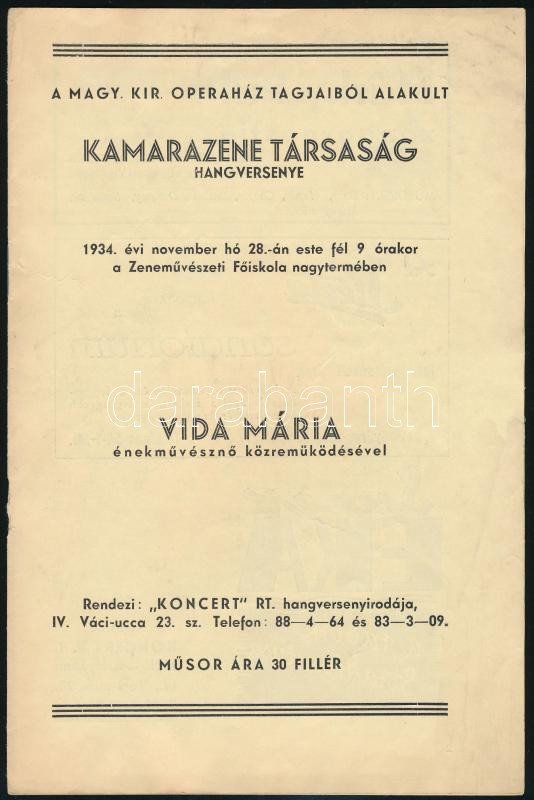 A MAGY. KIR. OPERAHÁZ TAGJAIBÓL ALAKULT
KAMARAZENE TÁRSASÁG
HANGVERSENYE
1934. évi november hó 28.-án este fél 9 órakor
a Zeneművészeti Főiskola nagytermében
darabanth
VIDA MÁRIA
énekművésznő közreműködésével
Rendezi: „KONCERT" RT. hangversenyirodája,
IV. Váci-ucca 23. sz. Telefon: 88—4—64 és 83—3—09.
MŰSOR ÁRA 30 FILLÉR